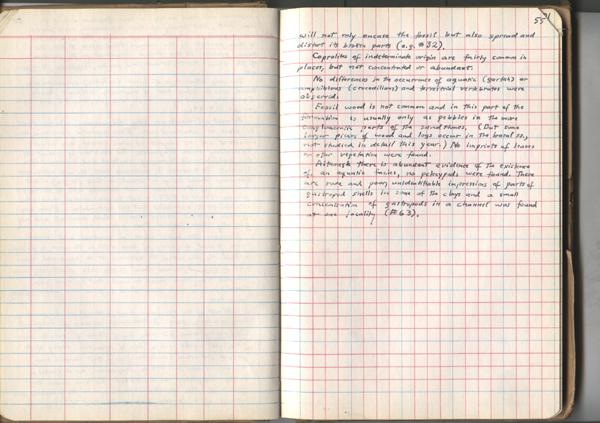 55
will not only encase the fossil but also spread and
distort its broken parts (e.g. #32).
Coprolites of indeterminate origin are fairly common in
places, but not concentrated or abundant.
No differences in the occurrence of aquatic (garfish) or
amphibious (crocodilians) and terrestrial vertebrates were
observed.
Fossil wood is not common and in this part of the
formation is usually only as pebbles in the more
conglomeratic parts of the sandstones. (But some
larger pieces of wood and logs occur in the basal ss,
not studied in detail this year.) No imprints of leaves
or other vegetation were found.
Although there is abundant evidence of the existence
of an aquatic facies, no pelecypods were found. There
are rare and poor, unidentifiable impressions of parts of
gastropod shells in some of the clays and a small
concentration of gastropods in a channel was found
at one locality (#63).